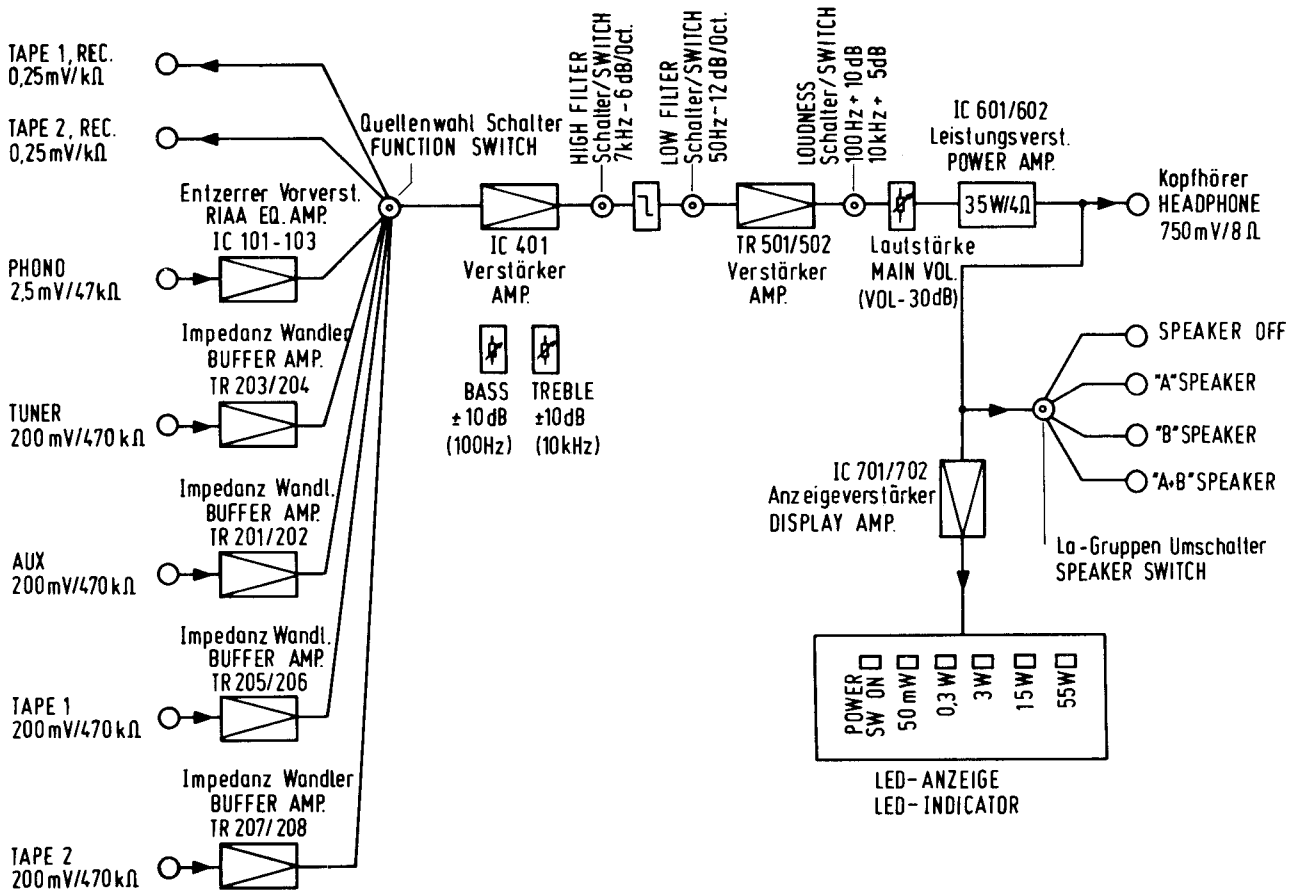 TAPE 1, REC.
0,25mV/kΩ
TAPE 2, REC.
0,25mV/kΩ
Quellenwahl Schalter
FUNCTION SWITCH
Entzerrer Vorverst.
RIAA EQ. AMP.
IC 101-103
PHONO
2,5mV/47kΩ
Impedanz Wandler
BUFFER AMP.
TR 203/204
TUNER
200mV/470kΩ
Impedanz Wandl.
BUFFER AMP.
TR 201/202
AUX
200mV/470kΩ
Impedanz Wandl.
BUFFER AMP.
TR 205/206
TAPE 1
200mV/470kΩ
Impedanz Wandler
BUFFER AMP.
TR 207/208
TAPE 2
200mV/470kΩ
IC 401
Verstärker
AMP.
BASS
±10dB
(100Hz)
TREBLE
±10dB
(10kHz)
HIGH FILTER
Schalter/SWITCH
7kHz-6dB/Oct.
LOW FILTER
Schalter/SWITCH
50Hz-12dB/Oct.
TR 501/502
Verstärker
AMP.
LOUDNESS
Schalter/SWITCH
100Hz + 10dB
10kHz + 5dB
Lautstärke
MAIN VOL.
(VOL-30dB)
IC 601/602
Leistungsverst.
POWER AMP.
35W/4Ω
Kopfhörer
HEADPHONE
750mV/8Ω
SPEAKER OFF
"A"SPEAKER
"B"SPEAKER
"A+B"SPEAKER
La-Gruppen Umschalter
SPEAKER SWITCH
IC 701/702
Anzeigeverstärker
DISPLAY AMP.
POWER
SW ON
50mW
0,3W
3W
15W
55W
LED-ANZEIGE
LED-INDICATOR